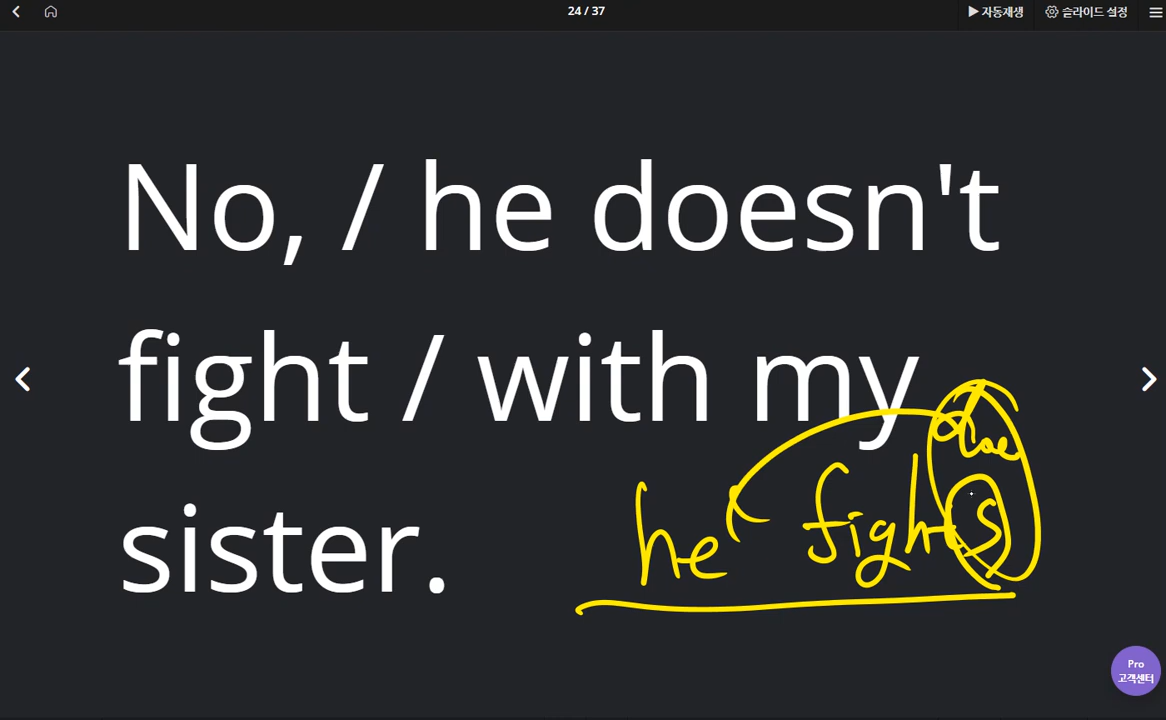 24 / 37
▶ 자동재생
슬라이드 설정
No, / he doesn't
fight / with my
sister.
he fights
Pro
고객센터